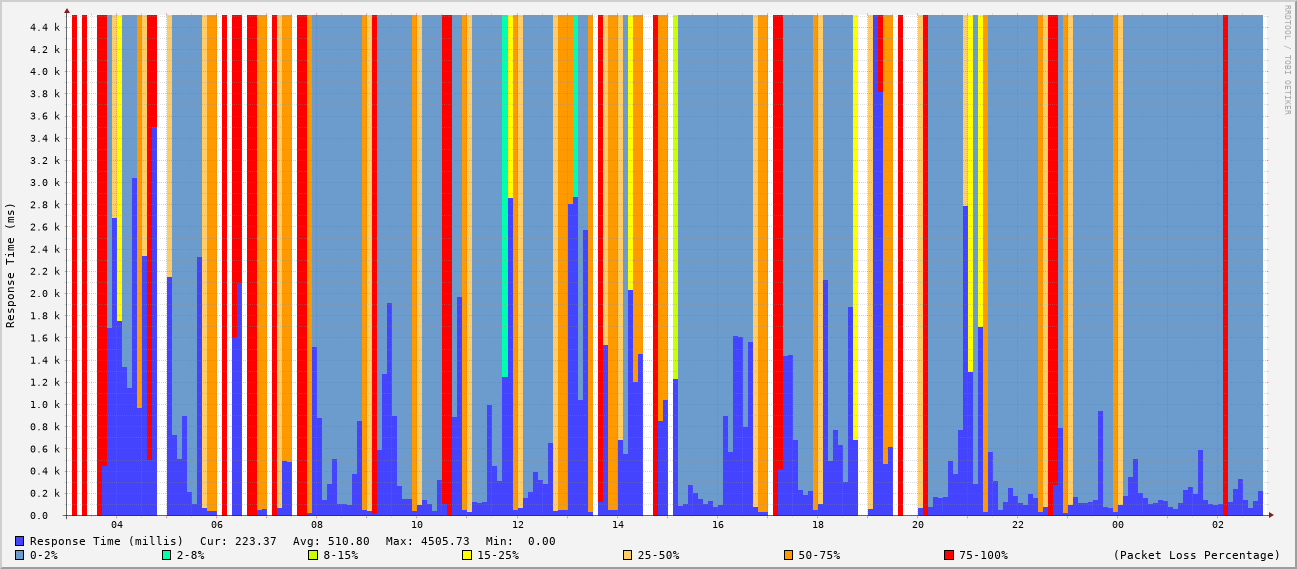 RRDTOOL / TOBI OETIKER
Response Time (ms)
4.4 k
4.2 k
4.0 k
3.8 k
3.6 k
3.4 k
3.2 k
3.0 k
2.8 k
2.6 k
2.4 k
2.2 k
2.0 k
1.8 k
1.6 k
1.4 k
1.2 k
1.0 k
0.8 k
0.6 k
0.4 k
0.2 k
0.0
04 06 08 10 12 14 16 18 20 22 00 02
Response Time (millis) Cur: 223.37 Avg: 510.80 Max: 4505.73 Min: 0.00
0-2% 2-8% 8-15% 15-25% 25-50% 50-75% 75-100% (Packet Loss Percentage)